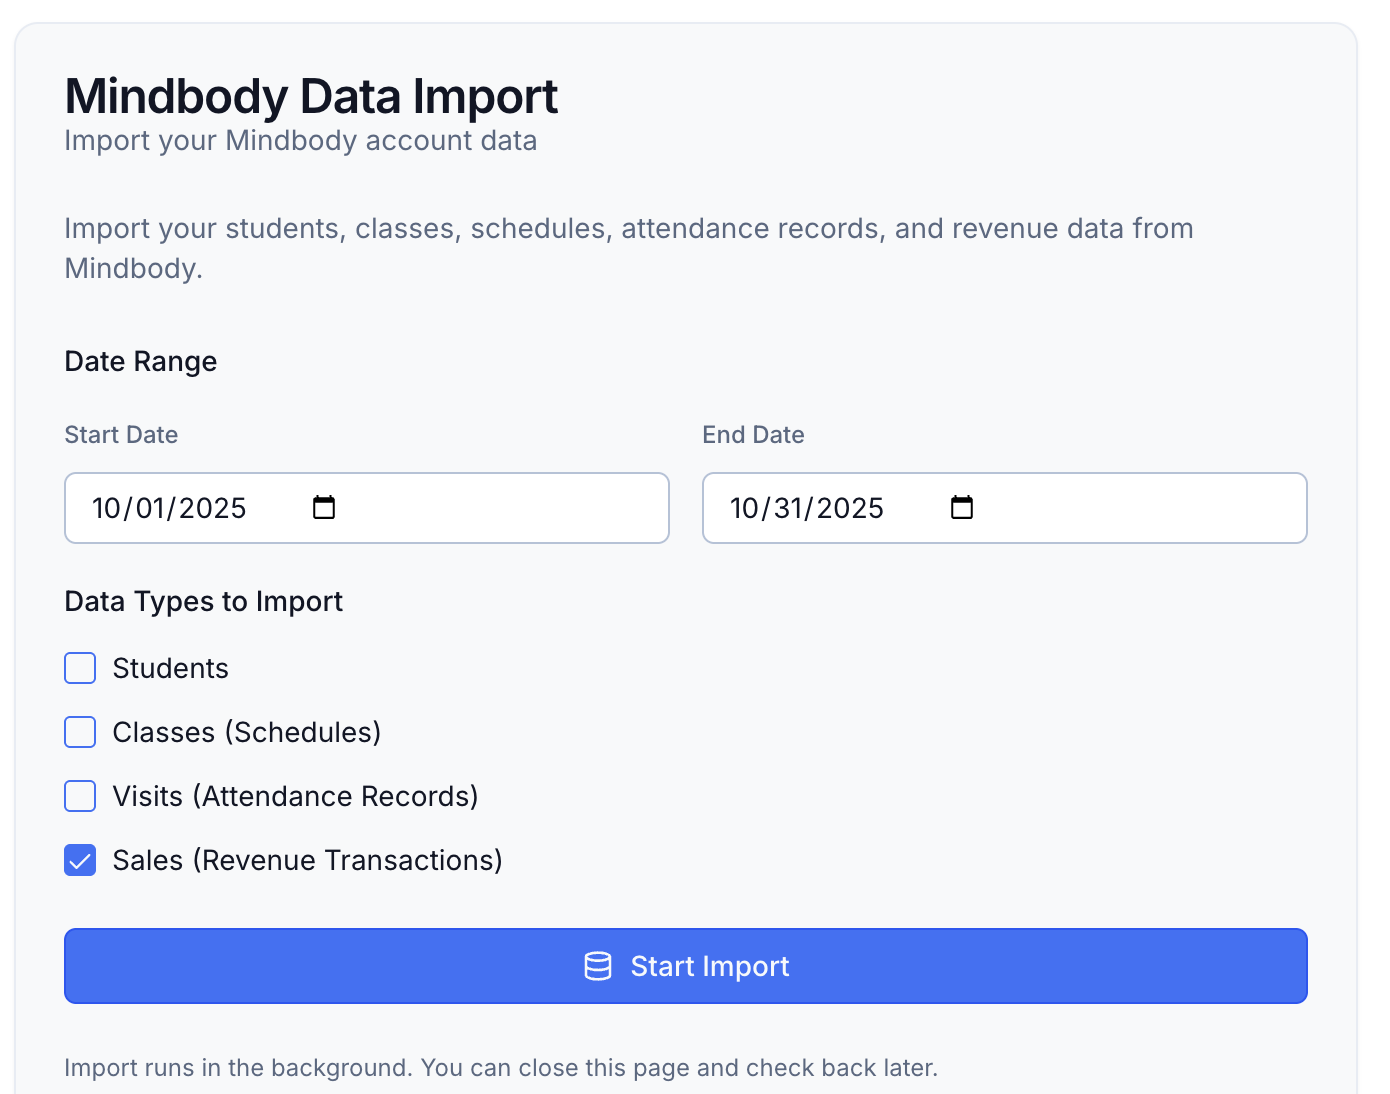 Mindbody Data Import
Import your Mindbody account data
Import your students, classes, schedules, attendance records, and revenue data from
Mindbody.
Date Range
Start Date
End Date
10/01/2025
10/31/2025
Data Types to Import
Students
Classes (Schedules)
Visits (Attendance Records)
Sales (Revenue Transactions)
Start Import
Import runs in the background. You can close this page and check back later.